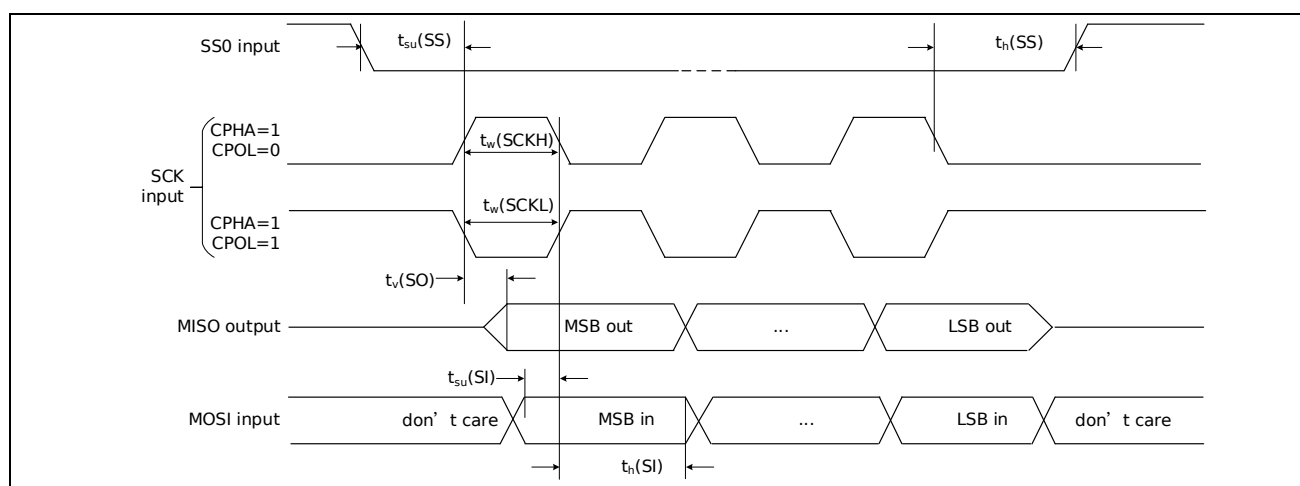 SS0 input
tsu(SS)
th(SS)
SCK input
CPHA=1
CPOL=0
tw(SCKH)
CPHA=1
CPOL=1
tw(SCKL)
tv(SO)
MISO output
MSB out
...
LSB out
tsu(SI)
MOSI input
don’t care
MSB in
...
LSB in
don’t care
th(SI)